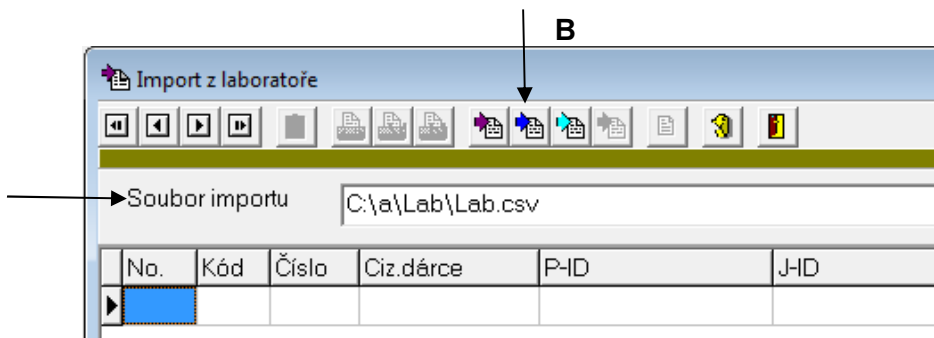 B
Import z laboratoře
Soubor importu C:\a\Lab\Lab.csv
No. Kód Číslo Ciz.dárce P-ID J-ID